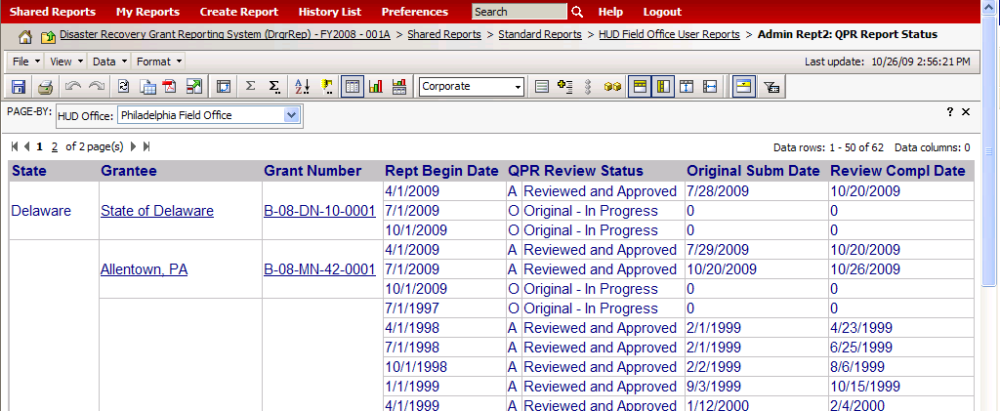 Shared Reports My Reports Create Report History List Preferences Search Help Logout
Disaster Recovery Grant Reporting System (DrgrRep) - FY2008 - 001A > Shared Reports > Standard Reports > HUD Field Office User Reports > Admin Rept2: QPR Report Status
File View Data Format Last update: 10/26/09 2:56:21 PM
Corporate
PAGE-BY: HUD Office: Philadelphia Field Office ? ×
1 2 of 2 page(s) Data rows: 1 - 50 of 62 Data columns: 0
State Grantee Grant Number Rept Begin Date QPR Review Status Original Subm Date Review Compl Date
4/1/2009 A Reviewed and Approved 7/28/2009 10/20/2009
Delaware State of Delaware B-08-DN-10-0001 7/1/2009 O Original - In Progress 0 0
10/1/2009 O Original - In Progress 0 0
4/1/2009 A Reviewed and Approved 7/29/2009 10/20/2009
Allentown, PA B-08-MN-42-0001 7/1/2009 A Reviewed and Approved 10/20/2009 10/26/2009
10/1/2009 O Original - In Progress 0 0
7/1/1997 O Original - In Progress 0 0
4/1/1998 A Reviewed and Approved 2/1/1999 4/23/1999
7/1/1998 A Reviewed and Approved 2/1/1999 6/25/1999
10/1/1998 A Reviewed and Approved 2/2/1999 8/6/1999
1/1/1999 A Reviewed and Approved 9/3/1999 10/15/1999
4/1/1999 A Reviewed and Approved 1/12/2000 2/4/2000